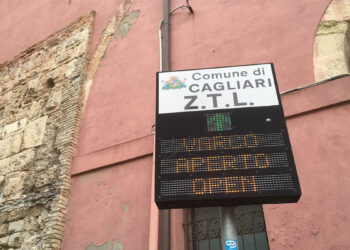 Comune di
CAGLIARI
Z.T.L.
VARCO
APERTO
OPEN